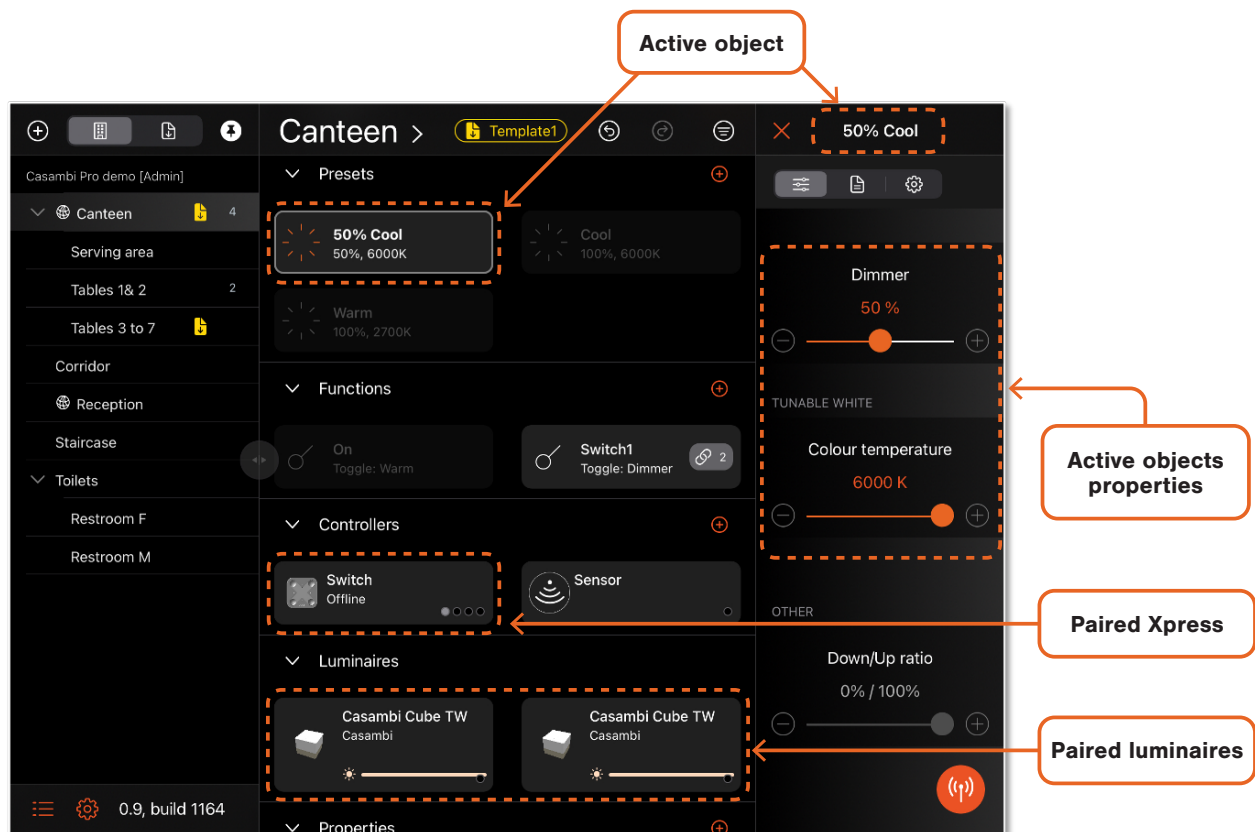 Active object
Canteen >
Template1
50% Cool
Casambi Pro demo [Admin]
Canteen
4
Serving area
Tables 1& 2
2
Tables 3 to 7
Corridor
Reception
Staircase
Toilets
Restroom F
Restroom M
0.9, build 1164
Presets
50% Cool
50%, 6000K
Cool
100%, 6000K
Warm
100%, 2700K
Functions
On
Toggle: Warm
Switch1
Toggle: Dimmer
2
Controllers
Switch
Offline
Sensor
Luminaires
Casambi Cube TW
Casambi
Casambi Cube TW
Casambi
Properties
Dimmer
50 %
TUNABLE WHITE
Colour temperature
6000 K
OTHER
Down/Up ratio
0% / 100%
Active objects
properties
Paired Xpress
Paired luminaires